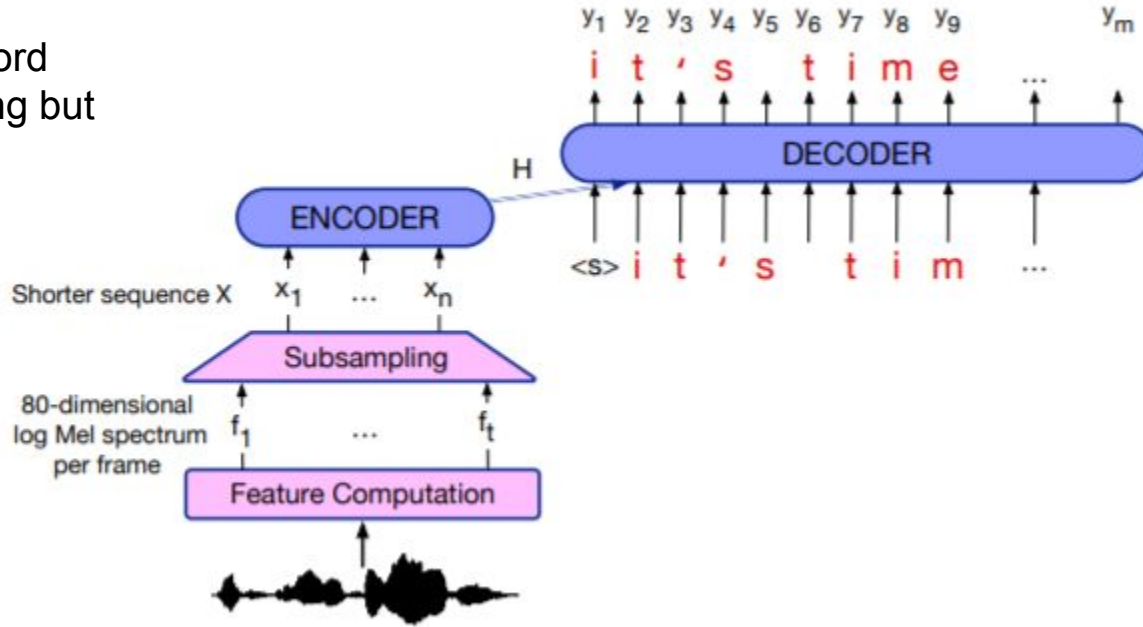 ord
ng but
y1 y2 y3 y4 y5 y6 y7 y8 y9 ym
i t ' s t i m e ...
DECODER
H
ENCODER
<s> i t ' s t i m ...
Shorter sequence X x1 ... xn
Subsampling
80-dimensional
log Mel spectrum
per frame
f1 ... ft
Feature Computation